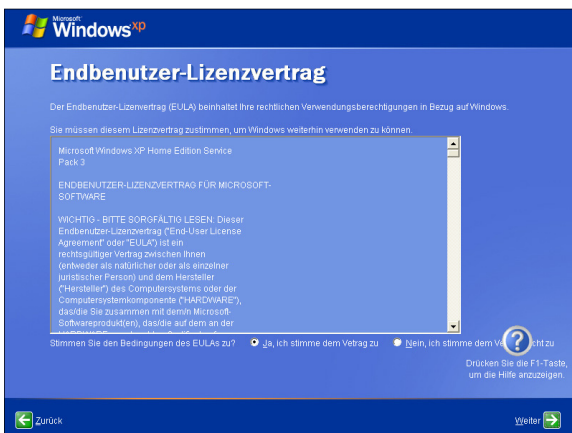 Microsoft
Windows xp
Endbenutzer-Lizenzvertrag
Der Endbenutzer-Lizenvertrag (EULA) beinhaltet Ihre rechtlichen Verwendungsberechtigungen in Bezug auf Windows.
Sie müssen diesem Lizenzvertrag zustimmen, um Windows weiterhin verwenden zu können.
Microsoft Windows XP Home Edition Service
Pack 3
ENDBENUTZER-LIZENZVERTRAG FÜR MICROSOFT-
SOFTWARE
WICHTIG - BITTE SORGFÄLTIG LESEN: Dieser
Endbenutzer-Lizenzvertrag ("End-User License
Agreement" oder "EULA") ist ein
rechtsgültiger Vertrag zwischen Ihnen
(entweder als natürlicher oder als einzelner
juristischer Person) und dem Hersteller
("Hersteller") des Computersystems oder der
Computersystemkomponente ("HARDWARE"),
das/die Sie zusammen mit dem/n Microsoft-
Softwareprodukt(en), das/die auf dem an der
Stimmen Sie den Bedingungen des EULAs zu? Ja, ich stimme dem Vetrag zu Nein, ich stimme dem zu
Drücken Sie die F1-Taste,
um die Hilfe anzuzeigen.
Zurück
Weiter